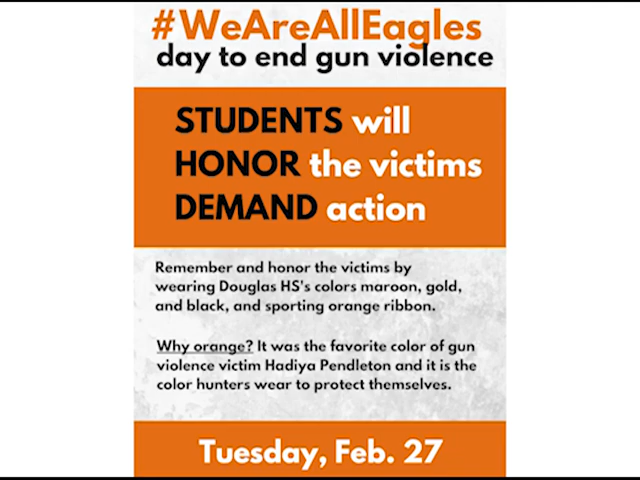 #WeAreAllEagles
day to end gun violence
STUDENTS will
HONOR the victims
DEMAND action
Remember and honor the victims by
wearing Douglas HS's colors maroon, gold,
and black, and sporting orange ribbon.
Why orange? It was the favorite color of gun
violence victim Hadiya Pendleton and it is the
color hunters wear to protect themselves.
Tuesday, Feb. 27